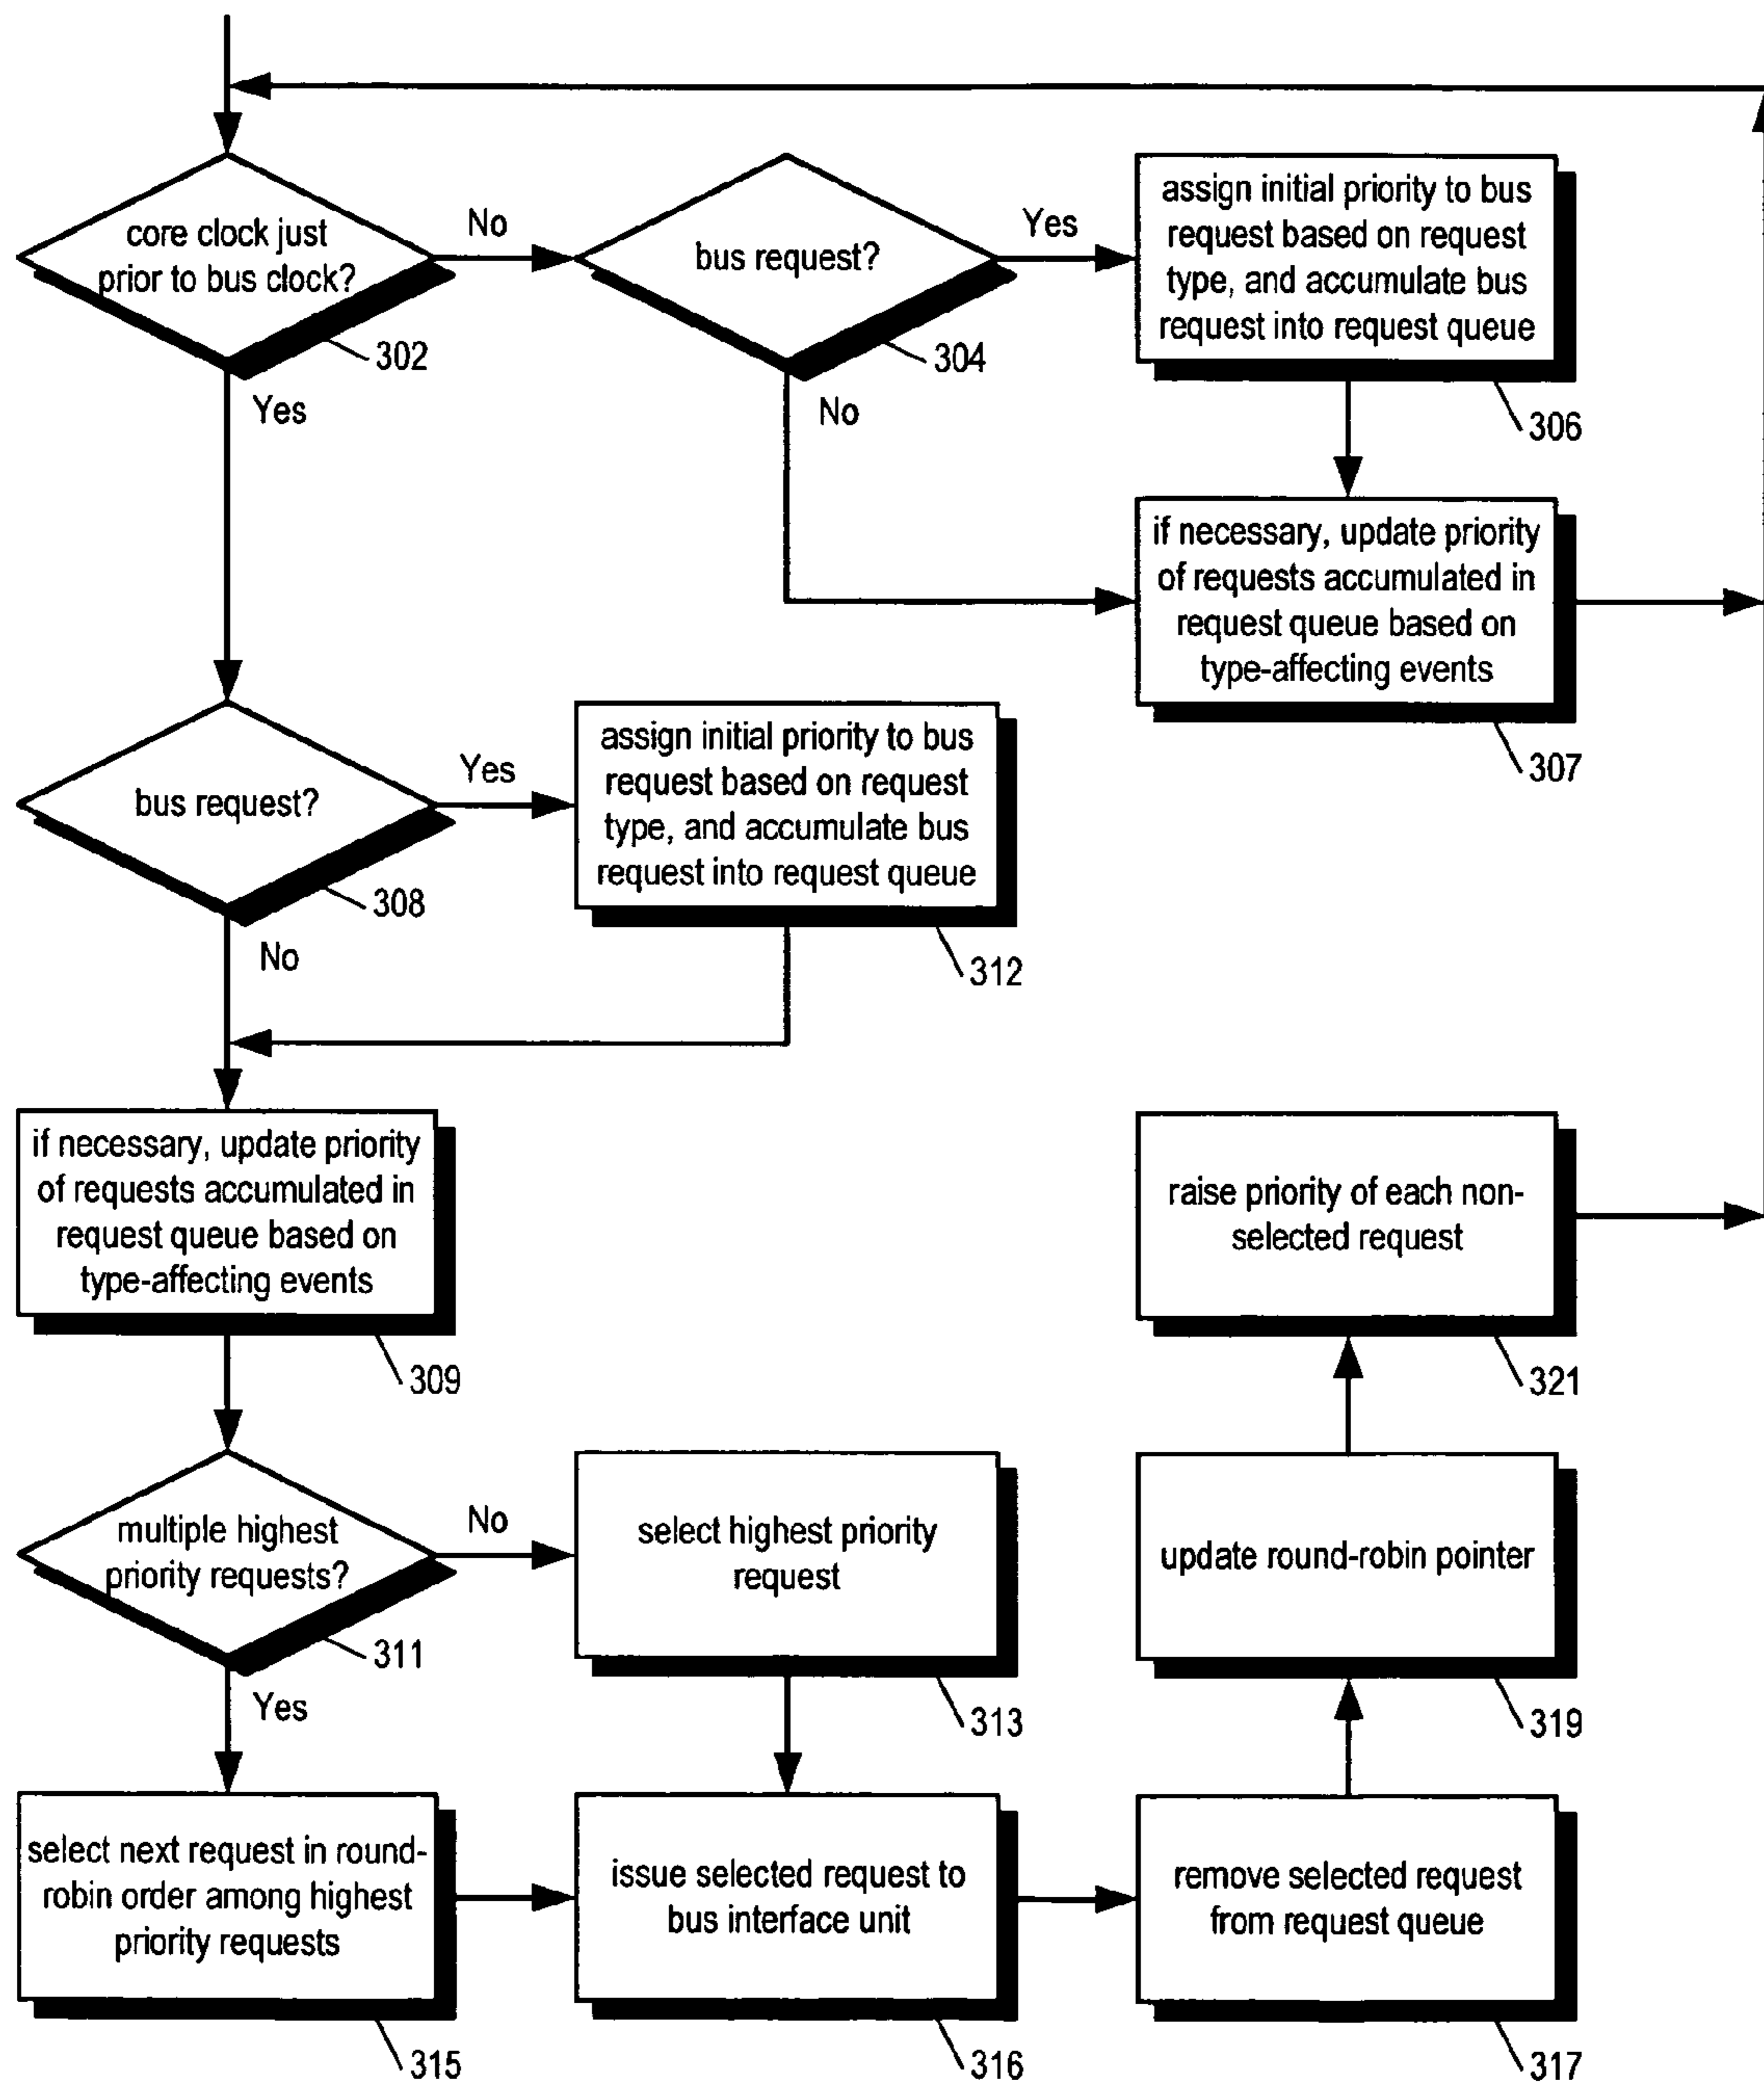 core clock just
prior to bus clock?
302
No
Yes
bus request?
304
Yes
No
assign initial priority to bus
request based on request
type, and accumulate bus
request into request queue
306
if necessary, update priority
of requests accumulated in
request queue based on
type-affecting events
307
bus request?
308
Yes
No
assign initial priority to bus
request based on request
type, and accumulate bus
request into request queue
312
if necessary, update priority
of requests accumulated in
request queue based on
type-affecting events
309
multiple highest
priority requests?
311
No
Yes
select highest priority
request
313
select next request in round-
robin order among highest
priority requests
315
issue selected request to
bus interface unit
316
remove selected request
from request queue
317
update round-robin pointer
319
raise priority of each non-
selected request
321